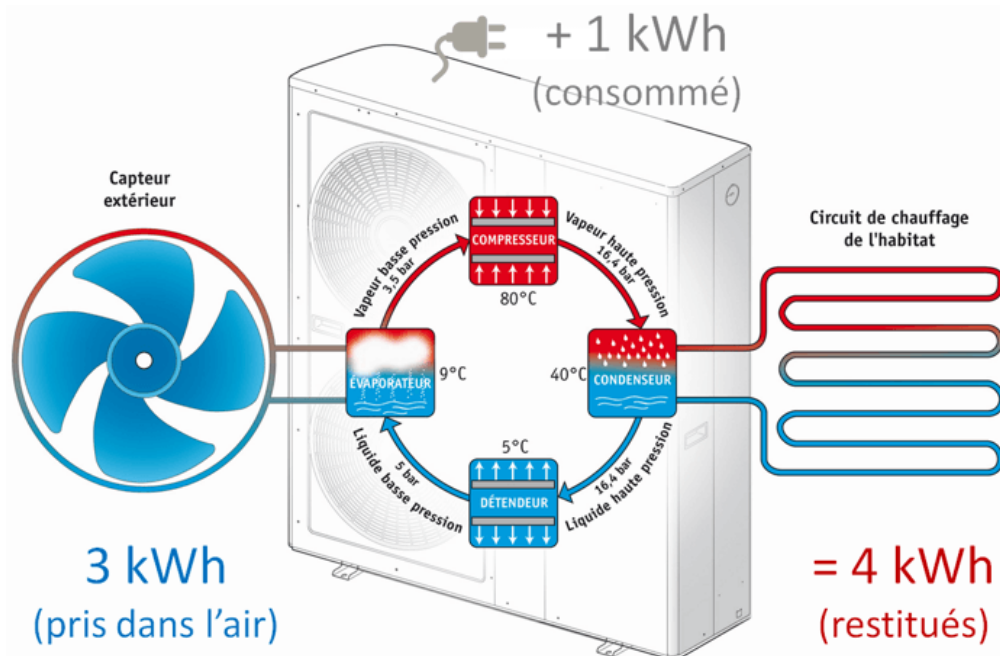 + 1 kWh
(consommé)
Capteur
extérieur
Circuit de chauffage
de l'habitat
Vapeur basse pression
3,5 bar
COMPRESSEUR
80°C
Vapeur haute pression
16,4 bar
ÉVAPORATEUR
9°C
40°C
CONDENSEUR
5°C
DÉTENDEUR
5 bar
Liquide basse pression
16,4 bar
Liquide haute pression
3 kWh
(pris dans l’air)
= 4 kWh
(restitués)